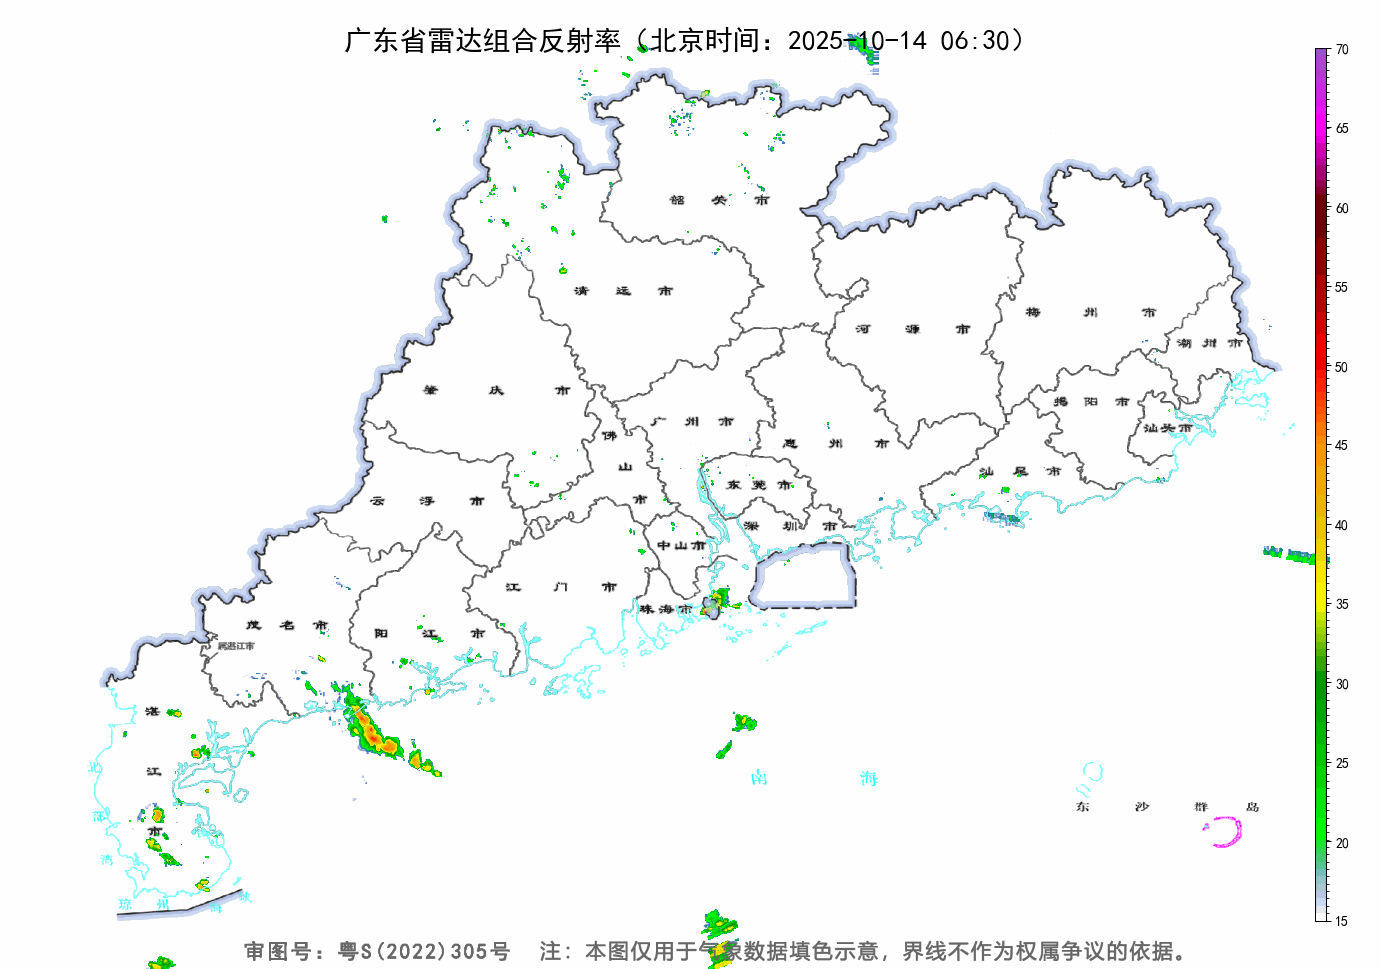 广东省雷达组合反射率（北京时间：2025-10-14 06:30）
70
65
60
55
50
45
40
35
30
25
20
15
韶关市
清远市
河源市
梅州市
潮州市
肇庆市
广州市
佛山市
惠州市
揭阳市
汕头市
汕尾市
云浮市
东莞市
深圳市
中山市
江门市
珠海市
茂名市
阳江市
属湛江市
湛江市
北部湾
南海
东沙群岛
琼州海峡
审图号：粤S(2022)305号 注：本图仅用于气象数据填色示意，界线不作为权属争议的依据。